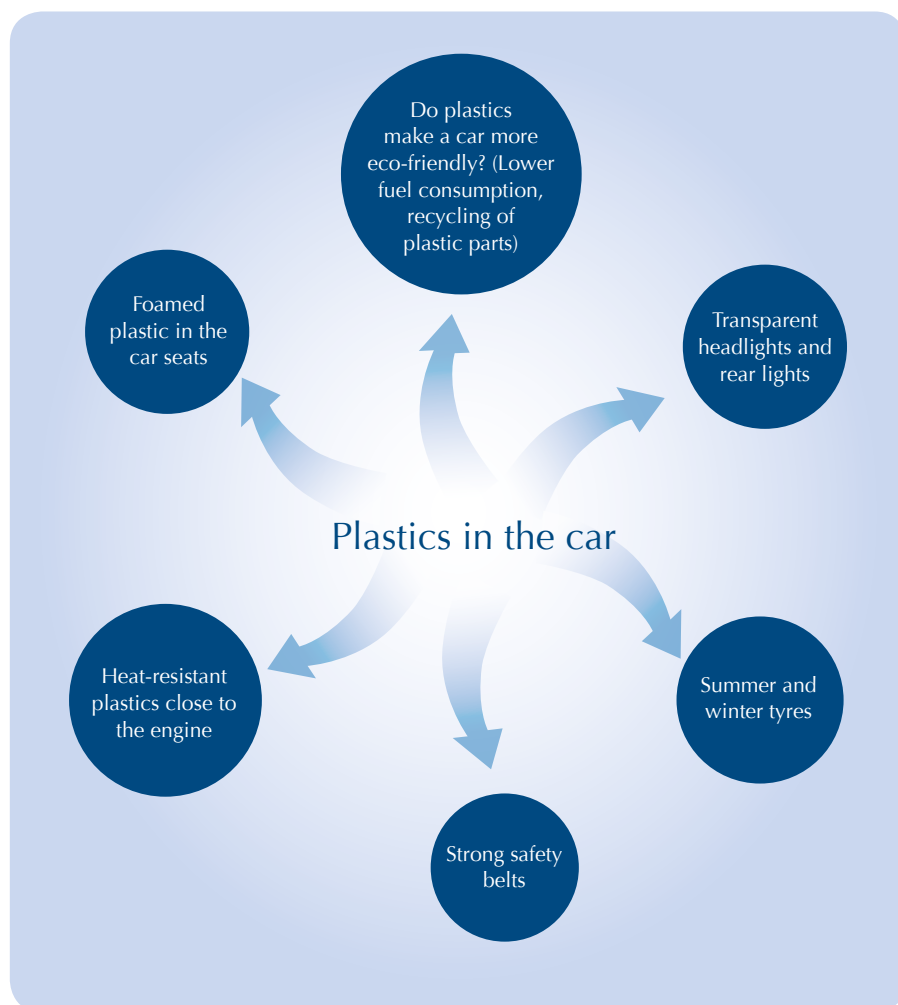 Do plastics
make a car more
eco-friendly? (Lower
fuel consumption,
recycling of
plastic parts)
Foamed
plastic in the
car seats
Transparent
headlights and
rear lights
Plastics in the car
Heat-resistant
plastics close to
the engine
Summer and
winter tyres
Strong safety
belts